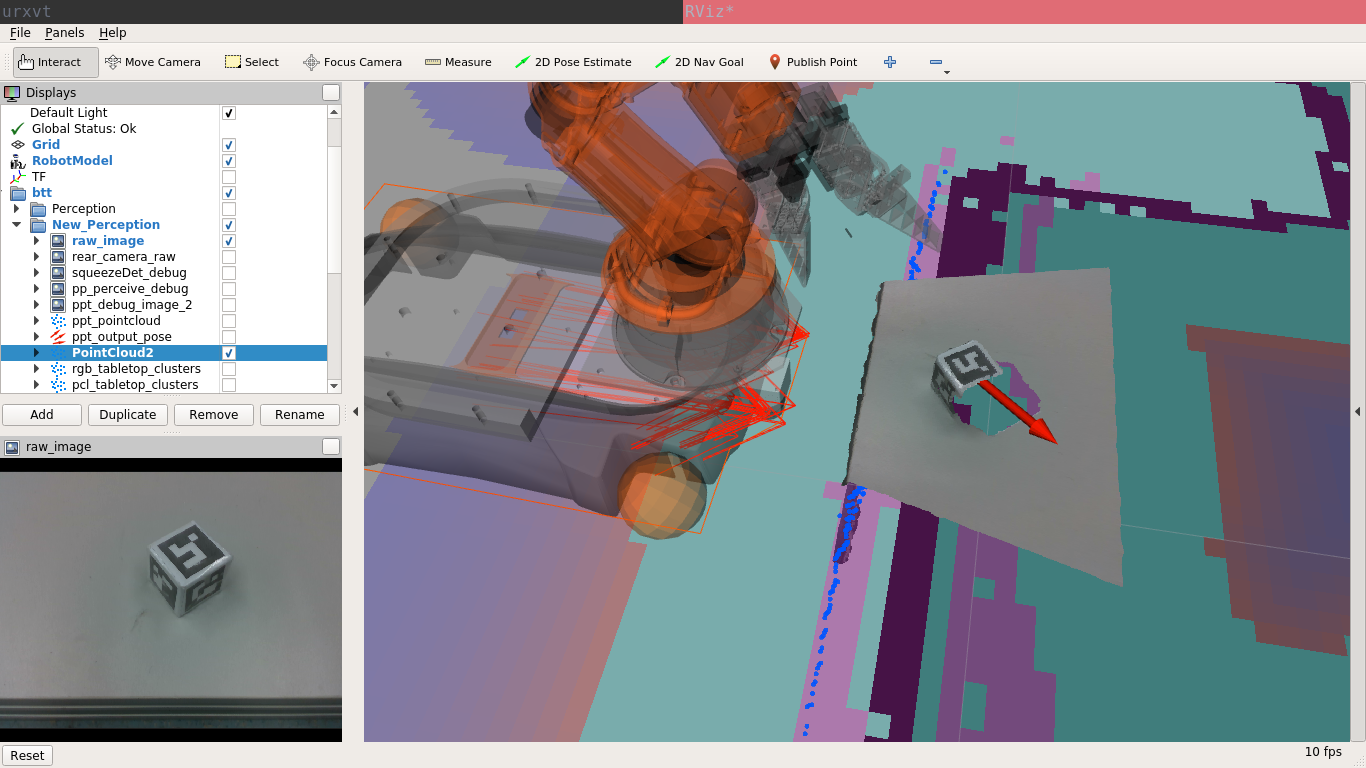 urxvt
RViz*
File Panels Help
Interact Move Camera Select Focus Camera Measure 2D Pose Estimate 2D Nav Goal Publish Point
Displays
Default Light
Global Status: Ok
Grid
RobotModel
TF
btt
Perception
New_Perception
raw_image
rear_camera_raw
squeezeDet_debug
pp_perceive_debug
ppt_debug_image_2
ppt_pointcloud
ppt_output_pose
PointCloud2
rgb_tabletop_clusters
pcl_tabletop_clusters
Add Duplicate Remove Rename
raw_image
Reset
10 fps